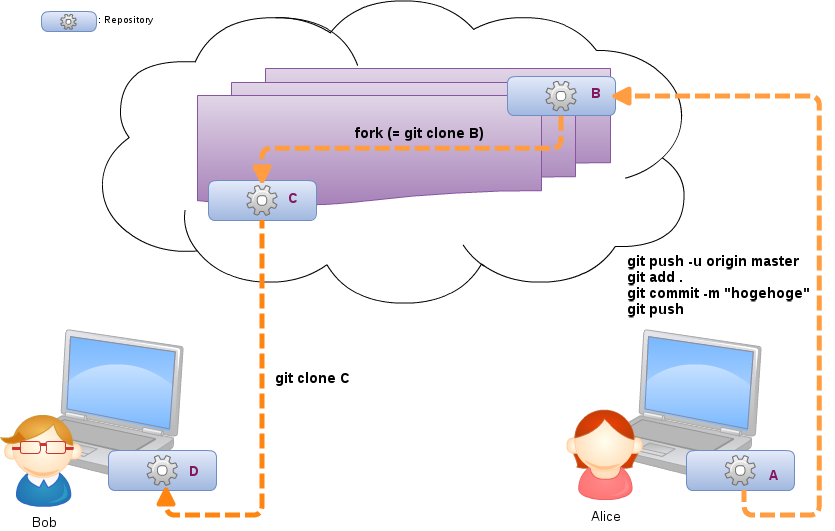 : Repository
B
fork (= git clone B)
C
git push -u origin master
git add .
git commit -m "hogehoge"
git push
git clone C
D
A
Bob
Alice